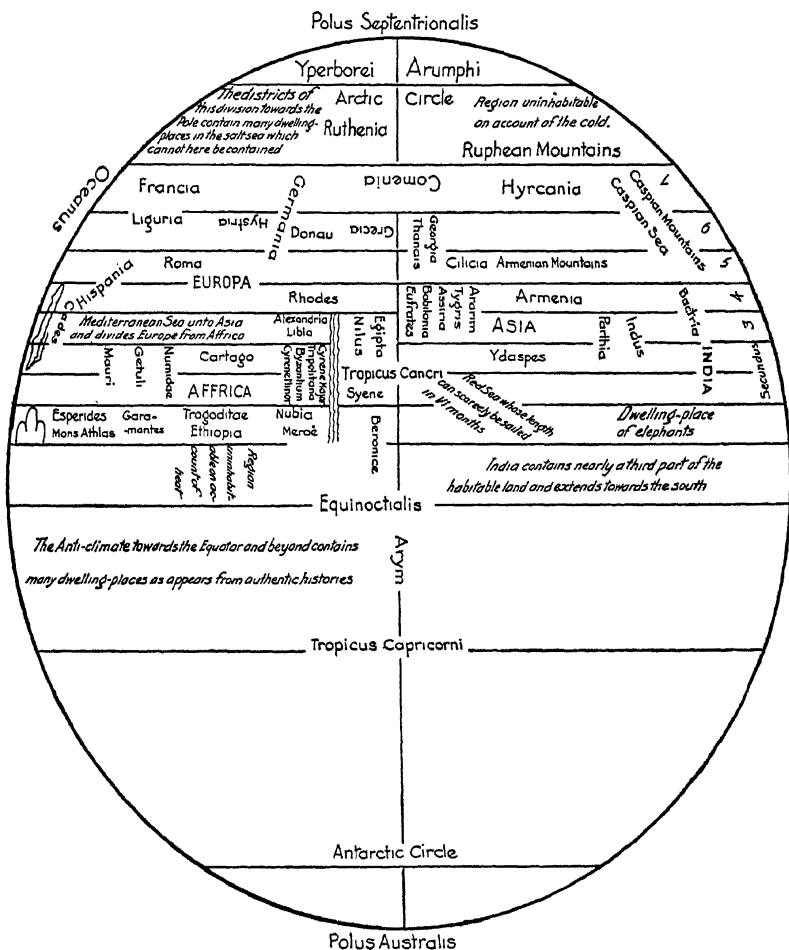 Polus Septentrionalis
Yperborei
Arumphi
The districts of
this division towards the
Pole contain many dwelling-
places in the salt sea which
cannot here be contained
Arctic
Circle
Ruthenia
Region uninhabitable
on account of the cold.
Ruphean Mountains
Oceanus
Francia
Germania
Comenia
Hyrcania
Caspian Mountains
Caspian Sea
7
Liguria
Hystria
Donau
Grecia
Georgia
Thanais
6
Roma
Cilicia
Armenian Mountains
5
Hispania
EUROPA
Gades
Rhodes
Eufrates
Babilonia
Assiria
Tygris
Aram
Armenia
Bactria
4
Mediterranean Sea unto Asia
and divides Europe from Affrica
Alexandria
Libia
Nilus
Egipta
ASIA
Parthia
Indus
3
Mauri
Getuli
Numidae
Cartago
Cyrene Minor
Byzantium
Tripolitania
Cyrene Major
Ydaspes
INDIA
Secundus
Tropicus Cancri
AFFRICA
Syene
Red Sea whose length
can scarcely be sailed
in VI months
Esperides
Mons Athlas
Gara-
mantes
Trogoditae
Ethiopia
Nubia
Meroë
Beronice
Dwelling-place
of elephants
Region
uninhabit-
able on ac-
count of
heat
India contains nearly a third part of the
habitable land and extends towards the south
Equinoctialis
The Anti-climate towards the Equator and beyond contains
many dwelling-places as appears from authentic histories
Arym
Tropicus Capricorni
Antarctic Circle
Polus Australis